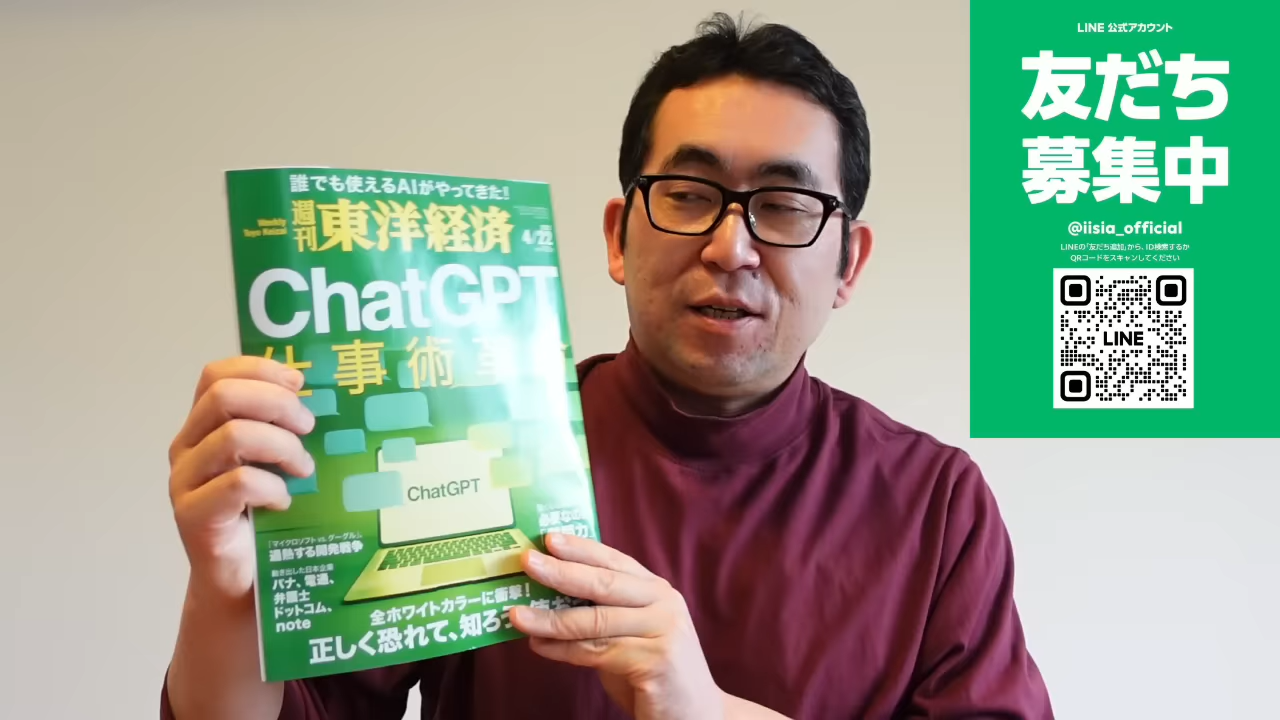 誰でも使えるAIがやってきた!
Weekly
Toyo Keizai
週刊
東洋経済
4/22
ChatGPT
仕事術革
ChatGPT
「マイクロソフト vs. グーグル」、
過熱する開発戦争
動き出した日本企業
パナ、電通、
弁護士
ドットコム、
note
必要なの
全ホワイトカラーに衝撃!
正しく恐れて、知ろう
LINE 公式アカウント
友だち
募集中
@iisia_official
LINEの「友だち追加」から、ID検索するか
QRコードをスキャンしてください
LINE